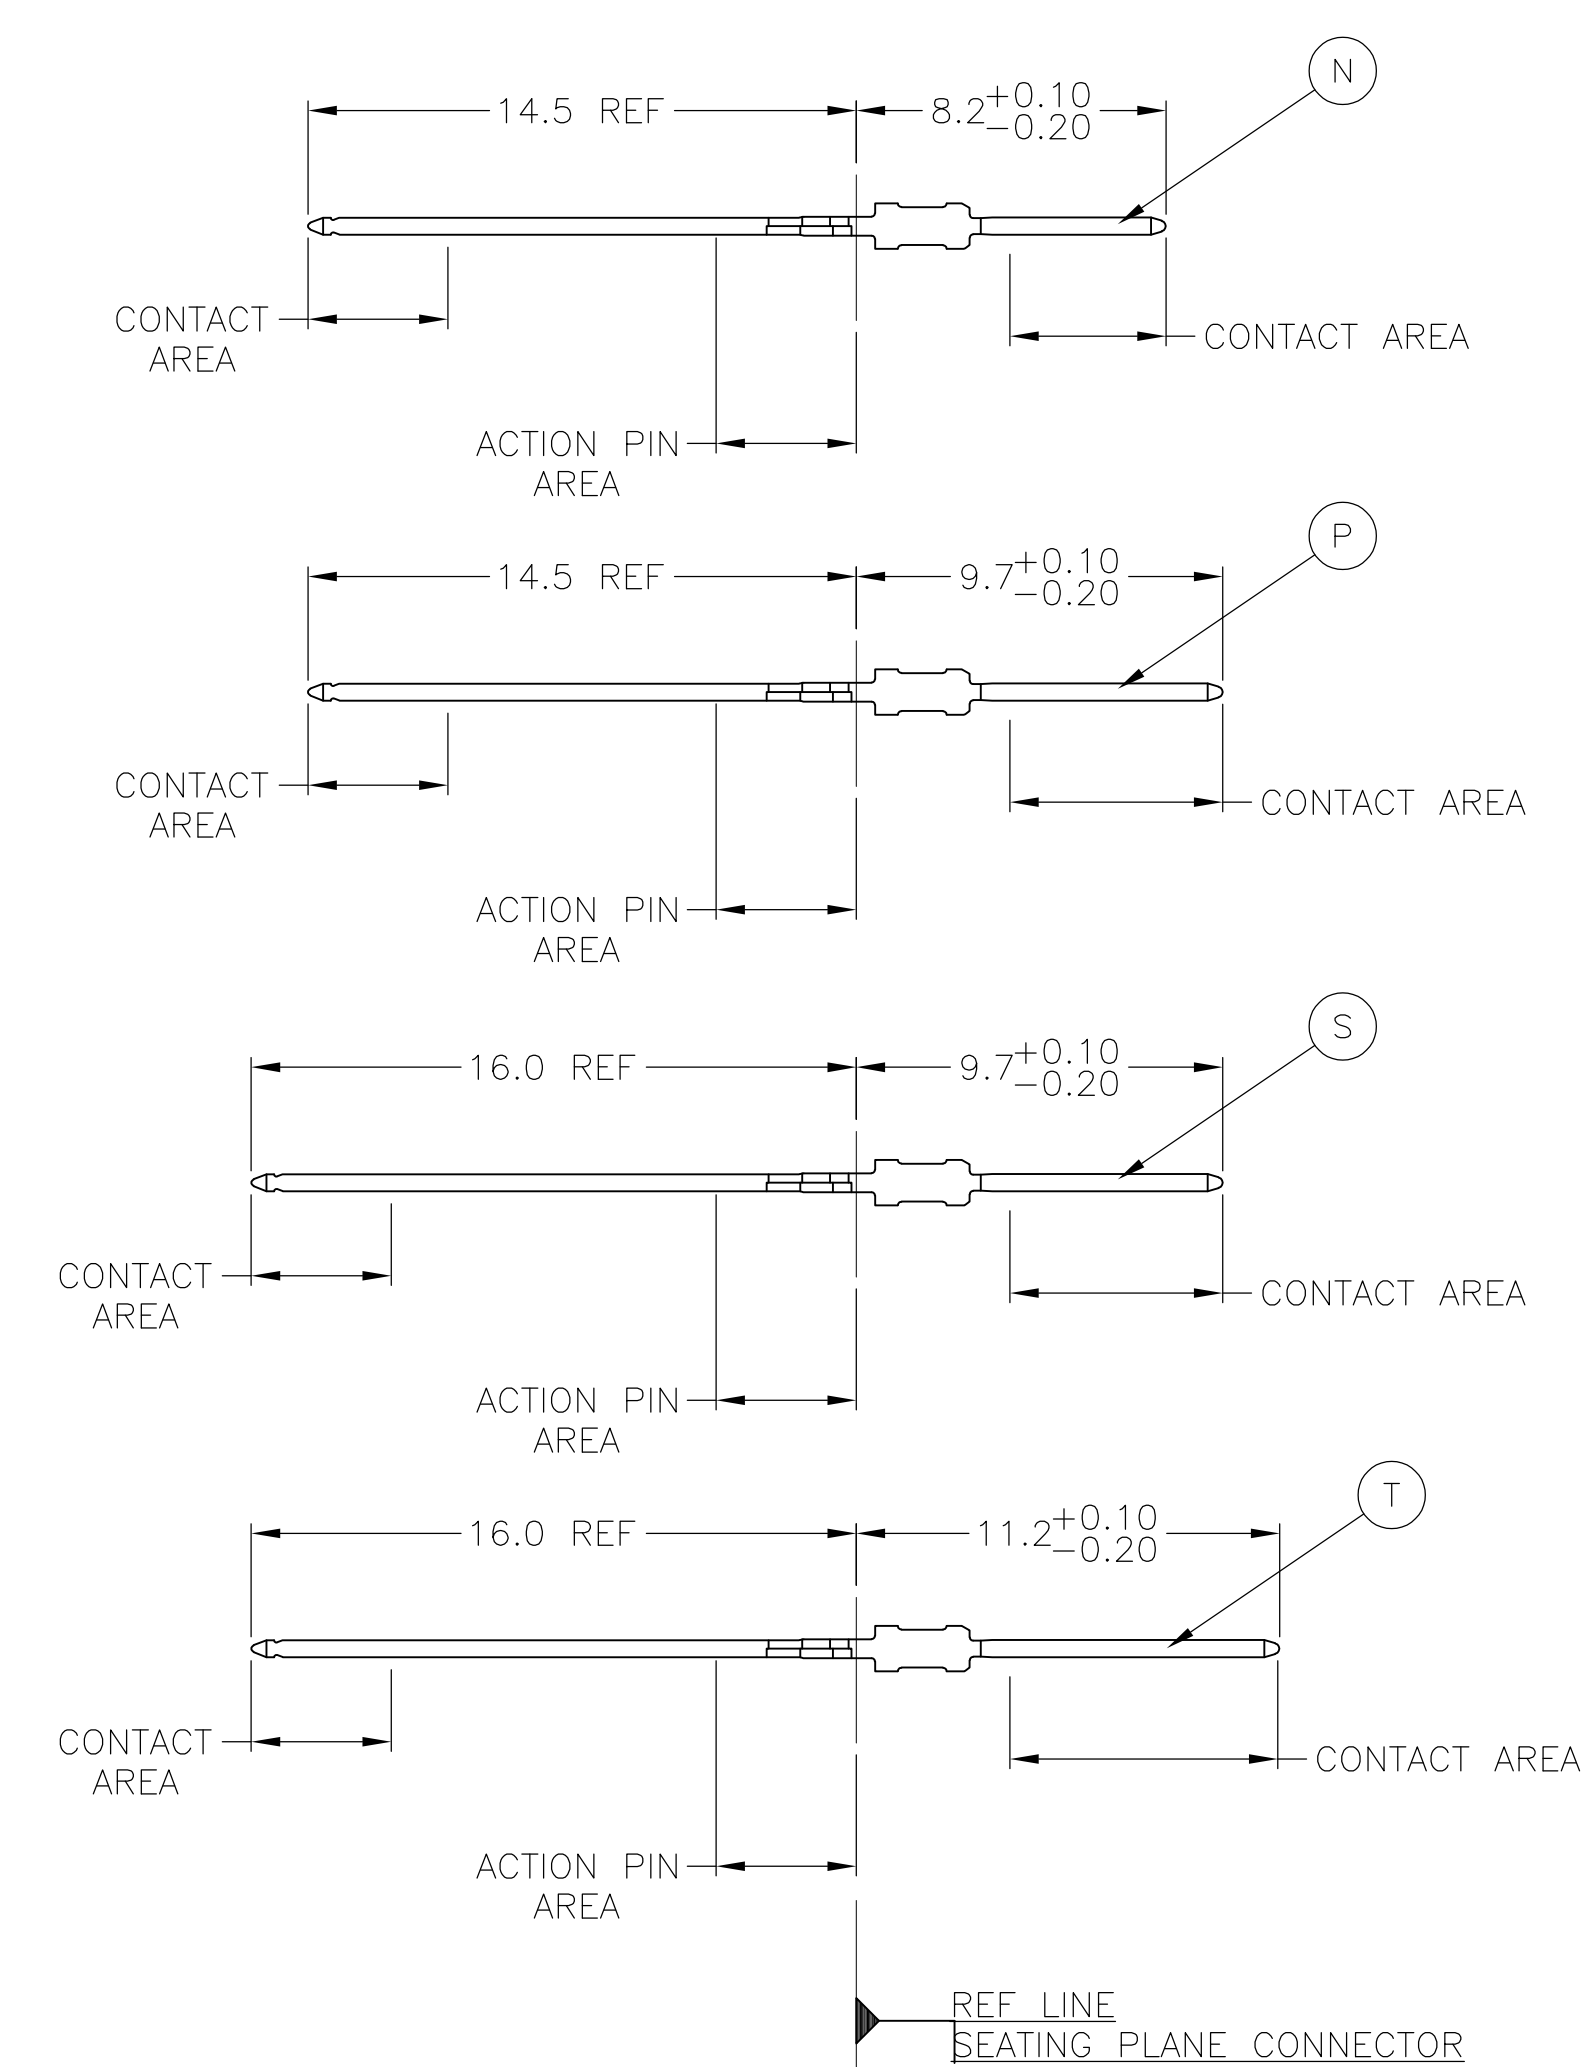 N
14.5 REF
8.2 +0.10
-0.20
CONTACT
AREA
CONTACT AREA
ACTION PIN
AREA
P
14.5 REF
9.7 +0.10
-0.20
CONTACT
AREA
CONTACT AREA
ACTION PIN
AREA
S
16.0 REF
9.7 +0.10
-0.20
CONTACT
AREA
CONTACT AREA
ACTION PIN
AREA
T
16.0 REF
11.2 +0.10
-0.20
CONTACT
AREA
CONTACT AREA
ACTION PIN
AREA
REF LINE
SEATING PLANE CONNECTOR